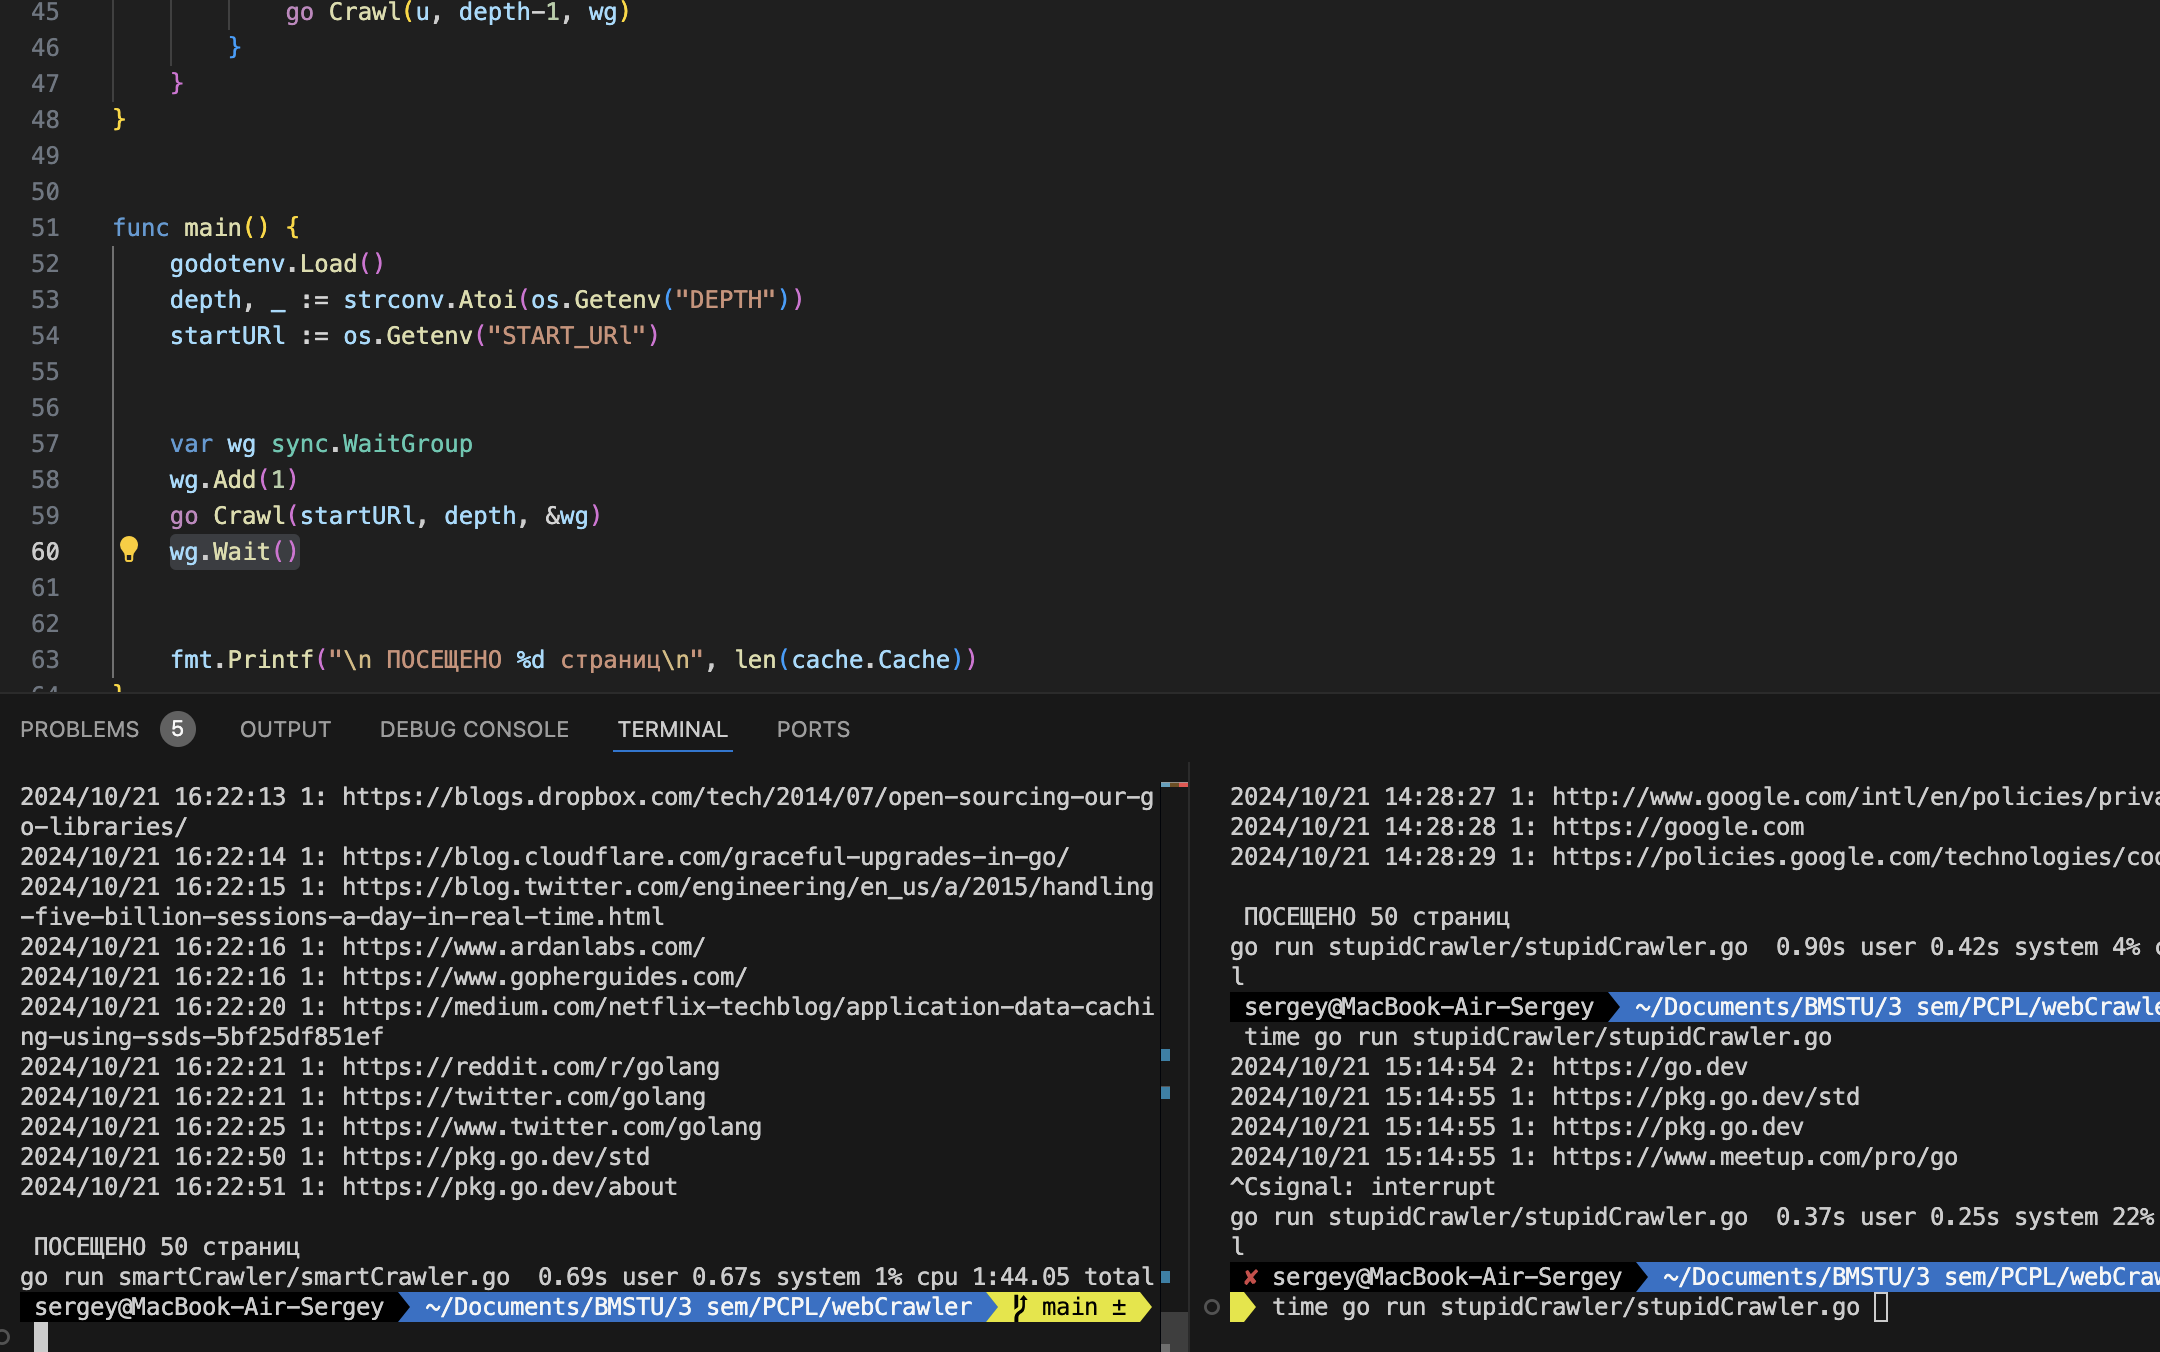 45 go Crawl(u, depth-1, wg)
46 }
47 }
48 }
49
50
51 func main() {
52 godotenv.Load()
53 depth, _ := strconv.Atoi(os.Getenv("DEPTH"))
54 startURl := os.Getenv("START_URl")
55
56
57 var wg sync.WaitGroup
58 wg.Add(1)
59 go Crawl(startURl, depth, &wg)
60 wg.Wait()
61
62
63 fmt.Printf("\n ПОСЕЩЕНО %d страниц\n", len(cache.Cache))
64 }
PROBLEMS 5 OUTPUT DEBUG CONSOLE TERMINAL PORTS
2024/10/21 16:22:13 1: https://blogs.dropbox.com/tech/2014/07/open-sourcing-our-g
o-libraries/
2024/10/21 16:22:14 1: https://blog.cloudflare.com/graceful-upgrades-in-go/
2024/10/21 16:22:15 1: https://blog.twitter.com/engineering/en_us/a/2015/handling
-five-billion-sessions-a-day-in-real-time.html
2024/10/21 16:22:16 1: https://www.ardanlabs.com/
2024/10/21 16:22:16 1: https://www.gopherguides.com/
2024/10/21 16:22:20 1: https://medium.com/netflix-techblog/application-data-cachi
ng-using-ssds-5bf25df851ef
2024/10/21 16:22:21 1: https://reddit.com/r/golang
2024/10/21 16:22:21 1: https://twitter.com/golang
2024/10/21 16:22:25 1: https://www.twitter.com/golang
2024/10/21 16:22:50 1: https://pkg.go.dev/std
2024/10/21 16:22:51 1: https://pkg.go.dev/about
ПОСЕЩЕНО 50 страниц
go run smartCrawler/smartCrawler.go 0.69s user 0.67s system 1% cpu 1:44.05 total
sergey@MacBook-Air-Sergey ~/Documents/BMSTU/3 sem/PCPL/webCrawler main ±
2024/10/21 14:28:27 1: http://www.google.com/intl/en/policies/priva
2024/10/21 14:28:28 1: https://google.com
2024/10/21 14:28:29 1: https://policies.google.com/technologies/coo
ПОСЕЩЕНО 50 страниц
go run stupidCrawler/stupidCrawler.go 0.90s user 0.42s system 4% c
l
sergey@MacBook-Air-Sergey ~/Documents/BMSTU/3 sem/PCPL/webCrawle
time go run stupidCrawler/stupidCrawler.go
2024/10/21 15:14:54 2: https://go.dev
2024/10/21 15:14:55 1: https://pkg.go.dev/std
2024/10/21 15:14:55 1: https://pkg.go.dev
2024/10/21 15:14:55 1: https://www.meetup.com/pro/go
^Csignal: interrupt
go run stupidCrawler/stupidCrawler.go 0.37s user 0.25s system 22%
l
✘ sergey@MacBook-Air-Sergey ~/Documents/BMSTU/3 sem/PCPL/webCraw
time go run stupidCrawler/stupidCrawler.go